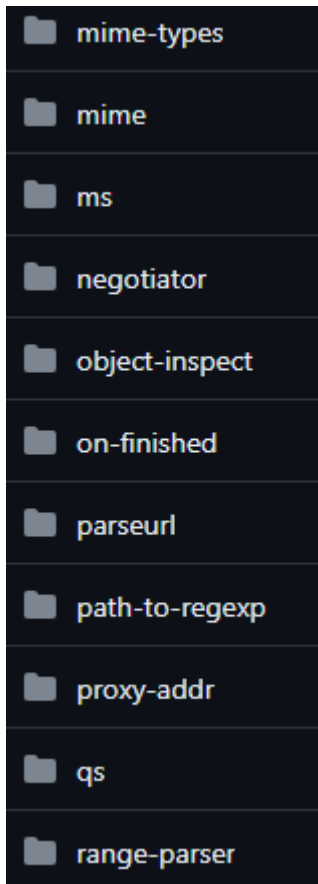 mime-types
mime
ms
negotiator
object-inspect
on-finished
parseurl
path-to-regexp
proxy-addr
qs
range-parser